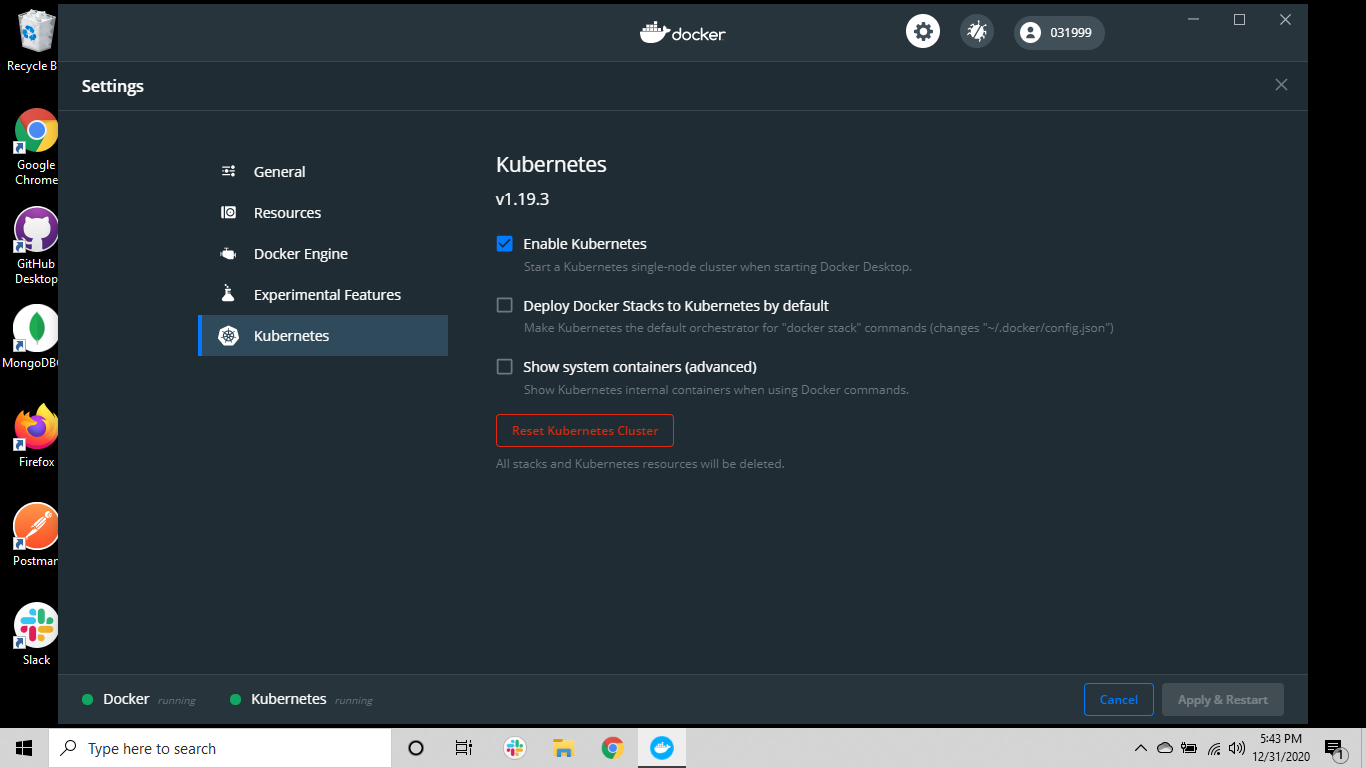 docker
031999
Settings
General
Resources
Docker Engine
Experimental Features
Kubernetes
Kubernetes
v1.19.3
Enable Kubernetes
Start a Kubernetes single-node cluster when starting Docker Desktop.
Deploy Docker Stacks to Kubernetes by default
Make Kubernetes the default orchestrator for "docker stack" commands (changes "~/.docker/config.json")
Show system containers (advanced)
Show Kubernetes internal containers when using Docker commands.
Reset Kubernetes Cluster
All stacks and Kubernetes resources will be deleted.
Docker running
Kubernetes running
Cancel
Apply & Restart
Recycle B
Google
Chrome
GitHub
Desktop
MongoDB
Firefox
Postman
Slack
Type here to search
5:43 PM
12/31/2020
1